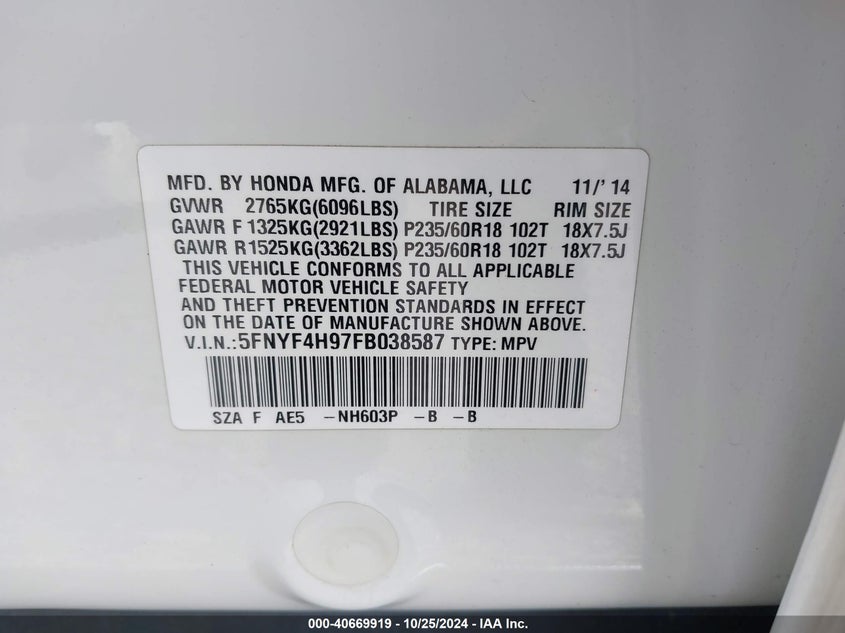 MFD. BY HONDA MFG. OF ALABAMA, LLC 11/' 14
GVWR 2765KG(6096LBS) TIRE SIZE RIM SIZE
GAWR F 1325KG(2921LBS) P235/60R18 102T 18X7.5J
GAWR R1525KG(3362LBS) P235/60R18 102T 18X7.5J
THIS VEHICLE CONFORMS TO ALL APPLICABLE
FEDERAL MOTOR VEHICLE SAFETY
AND THEFT PREVENTION STANDARDS IN EFFECT
ON THE DATE OF MANUFACTURE SHOWN ABOVE.
V.I.N.:5FNYF4H97FB038587 TYPE: MPV
SZA F AE5 -NH603P -B -B
000-40669919 - 10/25/2024 - IAA Inc.